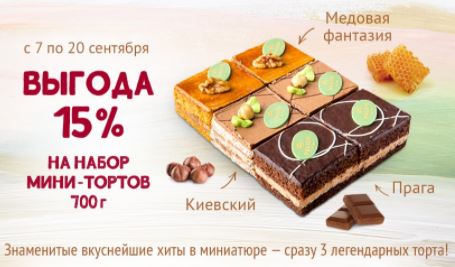 с 7 по 20 сентября
ВЫГОДА
15%
НА НАБОР
МИНИ-ТОРТОВ
700 г
Медовая
фантазия
Киевский
Прага
Знаменитые вкуснейшие хиты в миниатюре — сразу 3 легендарных торта!